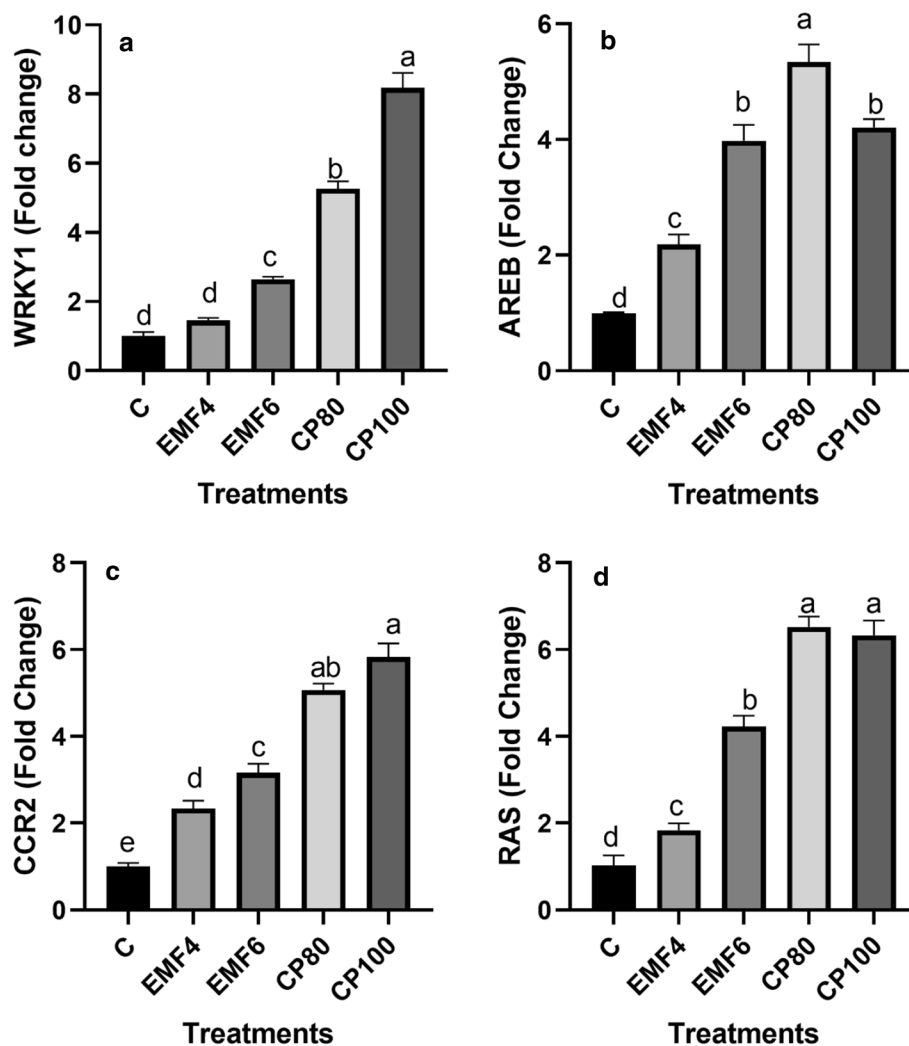 a
WRKY1 (Fold change)
10
8
6
4
2
0
d
d
c
b
a
C
EMF4
EMF6
CP80
CP100
Treatments
b
AREB (Fold Change)
6
4
2
0
d
c
b
a
b
C
EMF4
EMF6
CP80
CP100
Treatments
c
CCR2 (Fold Change)
8
6
4
2
0
e
d
c
ab
a
C
EMF4
EMF6
CP80
CP100
Treatments
d
RAS (Fold Change)
8
6
4
2
0
d
c
b
a
a
C
EMF4
EMF6
CP80
CP100
Treatments